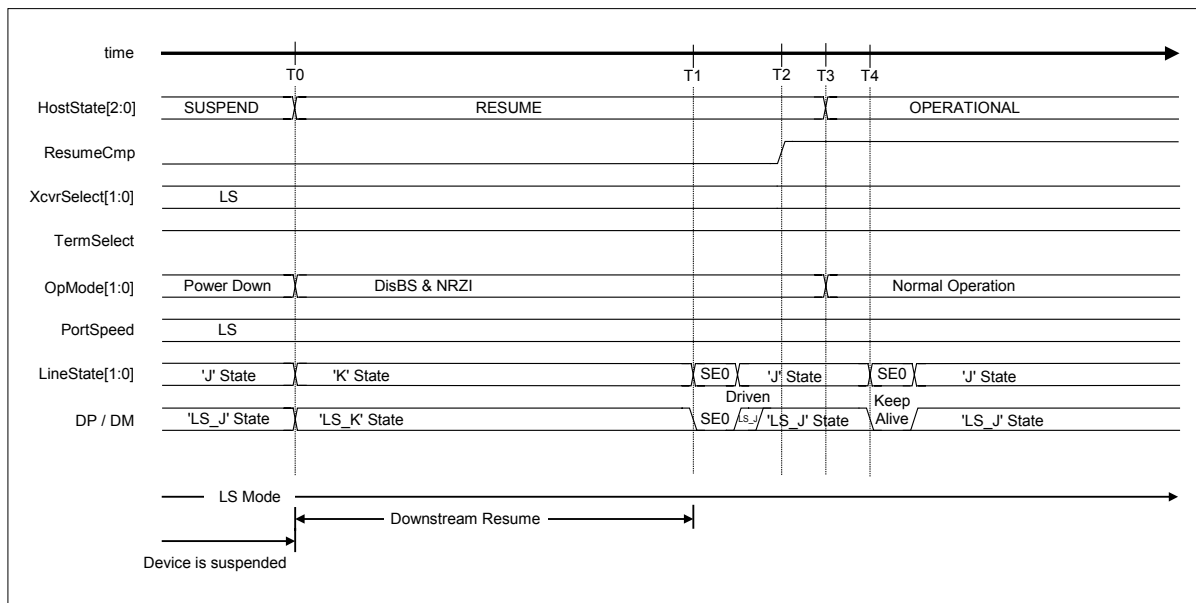 time
T0 T1 T2 T3 T4
HostState[2:0] SUSPEND RESUME OPERATIONAL
ResumeCmp
XcvrSelect[1:0] LS
TermSelect
OpMode[1:0] Power Down DisBS & NRZI Normal Operation
PortSpeed LS
LineState[1:0] 'J' State 'K' State SE0 'J' State SE0 'J' State
Driven Keep
DP / DM 'LS_J' State 'LS_K' State SE0 LS_J 'LS_J' State Alive 'LS_J' State
LS Mode
Downstream Resume
Device is suspended